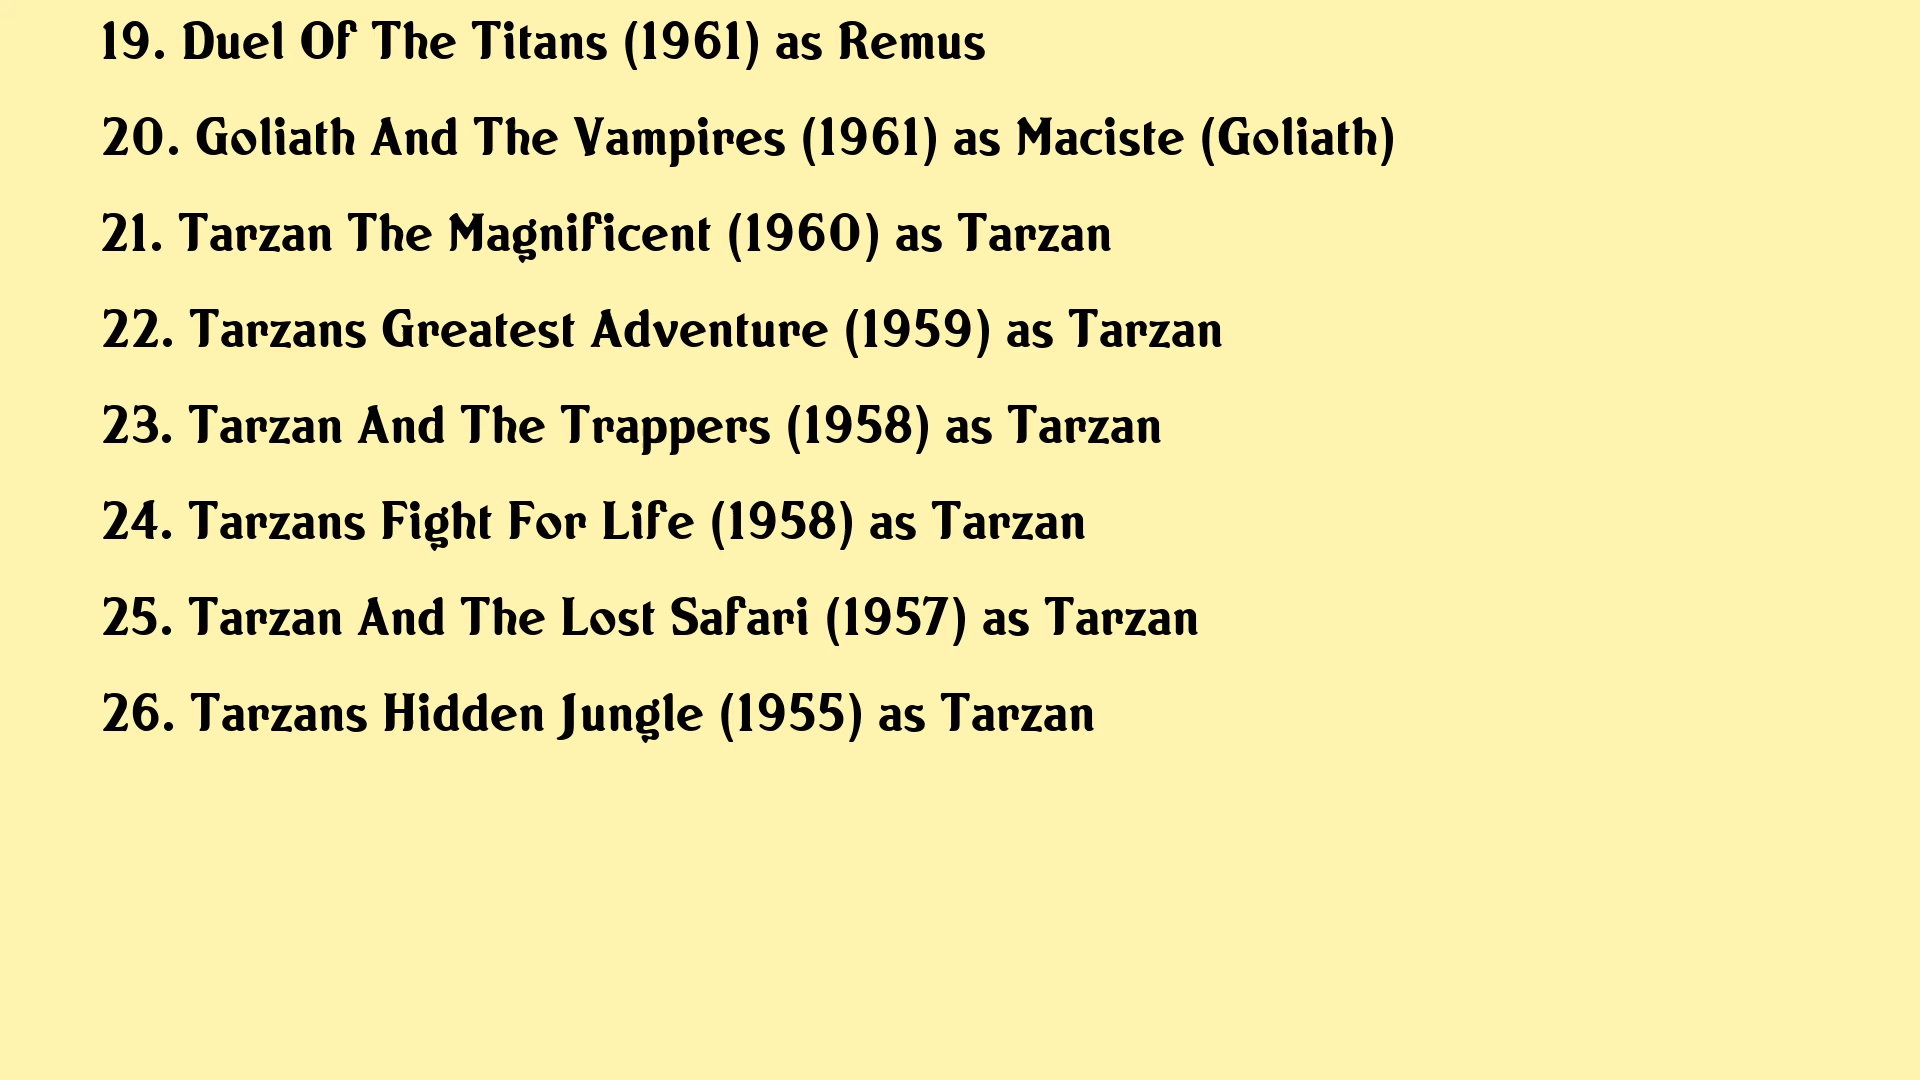 19. Duel Of The Titans (1961) as Remus
20. Goliath And The Vampires (1961) as Maciste (Goliath)
21. Tarzan The Magnificent (1960) as Tarzan
22. Tarzans Greatest Adventure (1959) as Tarzan
23. Tarzan And The Trappers (1958) as Tarzan
24. Tarzans Fight For Life (1958) as Tarzan
25. Tarzan And The Lost Safari (1957) as Tarzan
26. Tarzans Hidden Jungle (1955) as Tarzan